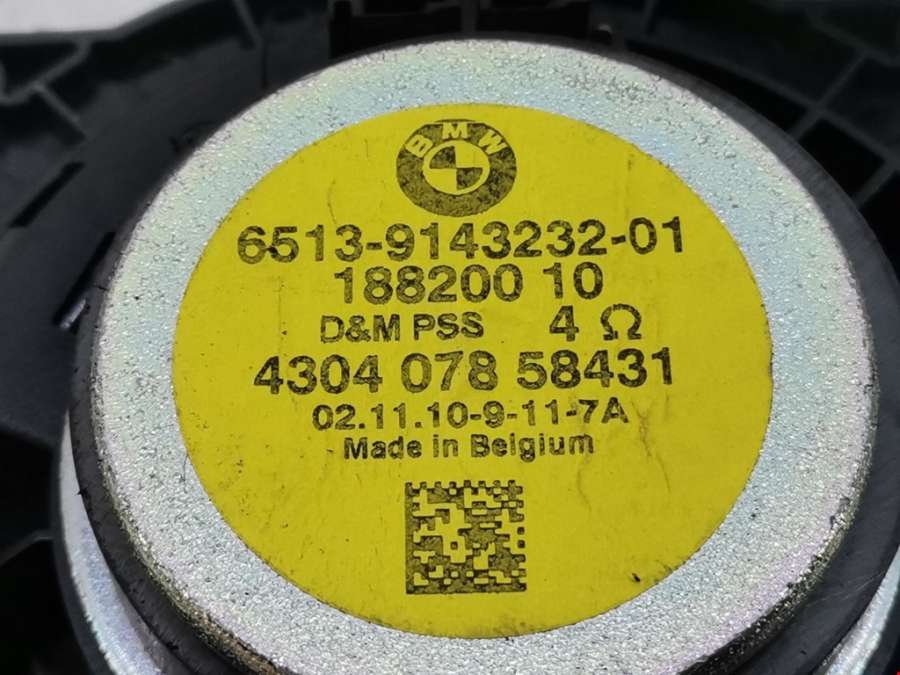 BMW
6513-9143232-01
188200 10
D&M PSS 4 Ω
4304 078 58431
02.11.10-9-11-7A
Made in Belgium